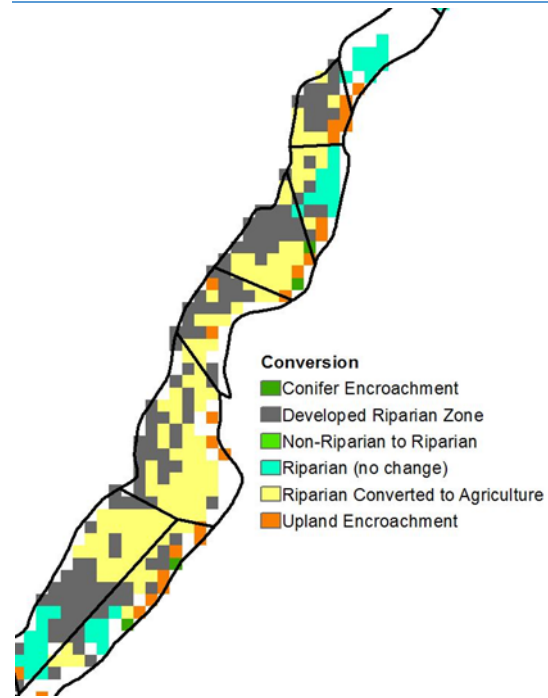 Conversion
Conifer Encroachment
Developed Riparian Zone
Non-Riparian to Riparian
Riparian (no change)
Riparian Converted to Agriculture
Upland Encroachment